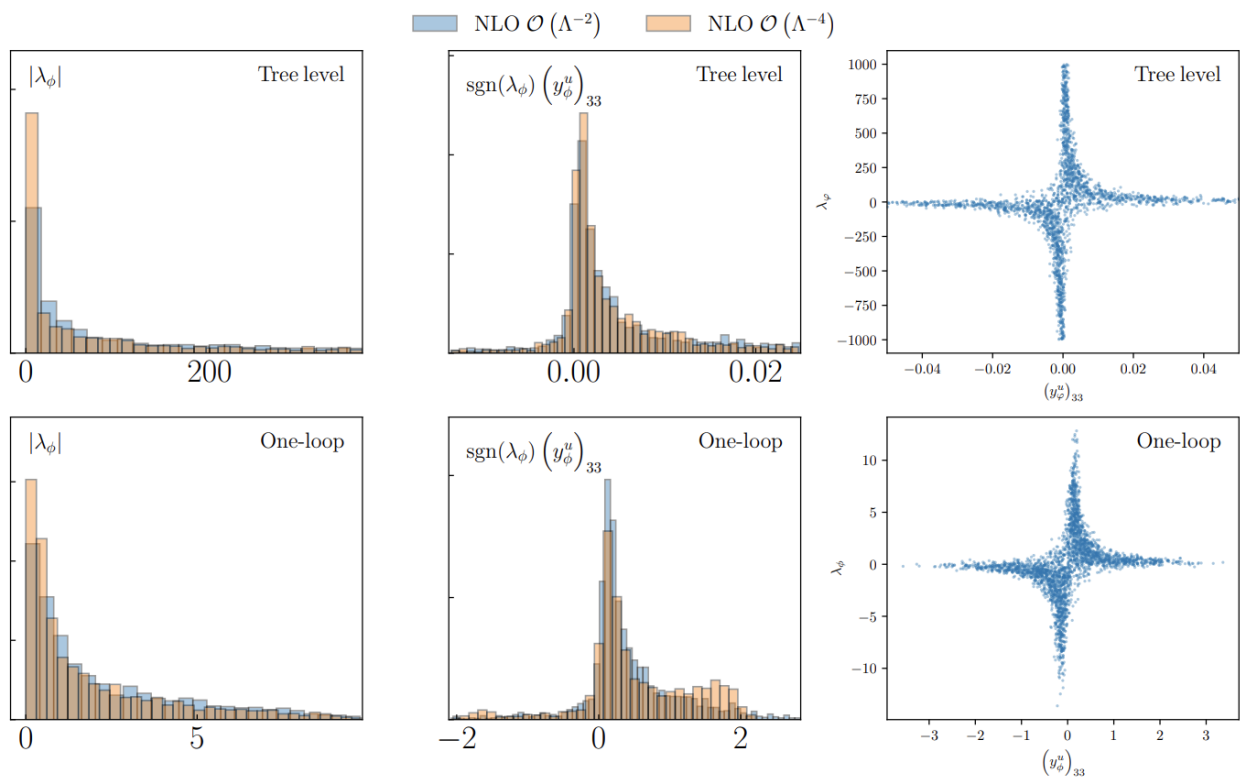 NLO 𝒪 (Λ⁻²) NLO 𝒪 (Λ⁻⁴)
|λ_ϕ| Tree level
0 200
sgn(λ_ϕ) (y^u_ϕ)_33 Tree level
0.00 0.02
Tree level
1000
750
500
250
0
−250
−500
−750
−1000
λ_φ
−0.04 −0.02 0.00 0.02 0.04
(y^u_φ)_33
|λ_ϕ| One-loop
0 5
sgn(λ_ϕ) (y^u_ϕ)_33 One-loop
−2 0 2
One-loop
10
5
0
−5
−10
λ_ϕ
−3 −2 −1 0 1 2 3
(y^u_ϕ)_33